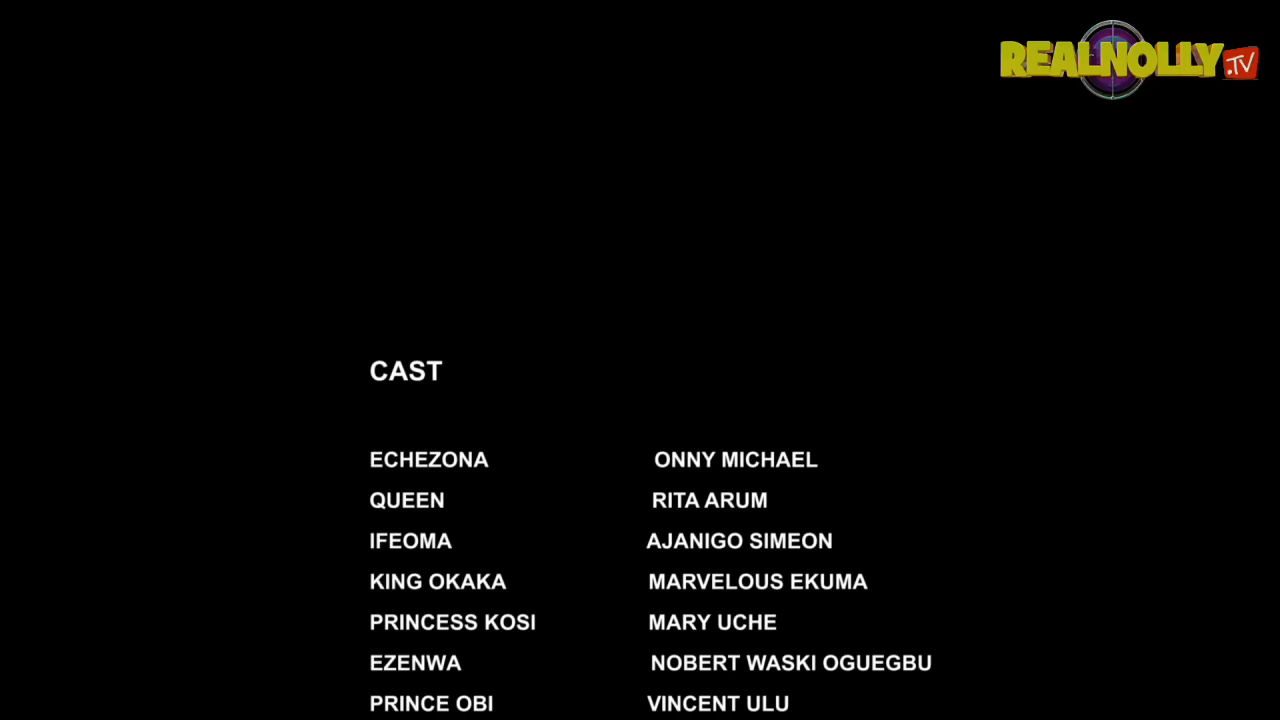 REALNOLLY.TV
CAST
ECHEZONA ONNY MICHAEL
QUEEN RITA ARUM
IFEOMA AJANIGO SIMEON
KING OKAKA MARVELOUS EKUMA
PRINCESS KOSI MARY UCHE
EZENWA NOBERT WASKI OGUEGBU
PRINCE OBI VINCENT ULU